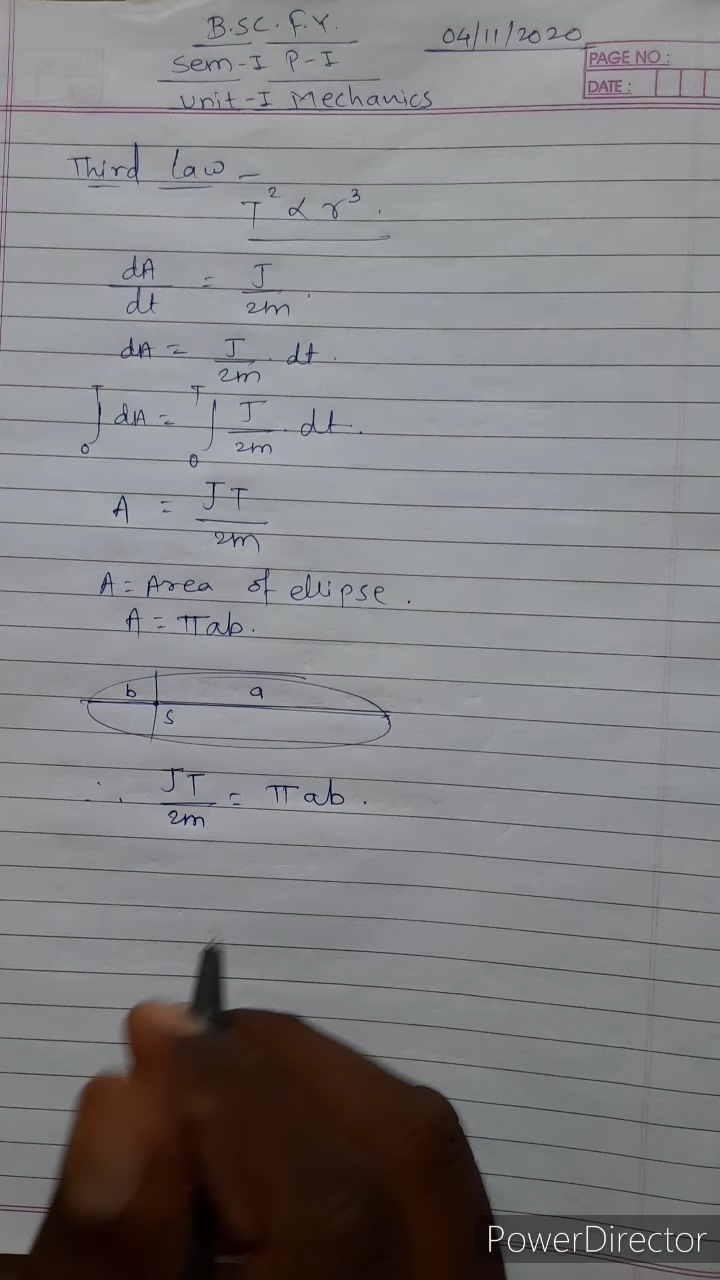 B.SC. F.Y.
04/11/2020
Sem-I P-I
PAGE NO :
DATE :
Unit-I Mechanics
Third Law –
T² ∝ r³.
dA/dt = J/2m.
dA = J/2m · dt.
∫₀ᵀ dA = ∫₀ᵀ J/2m · dt.
A = JT/2m
A = Area of ellipse.
A = πab.
b a
S
∴ JT/2m = πab.
PowerDirector